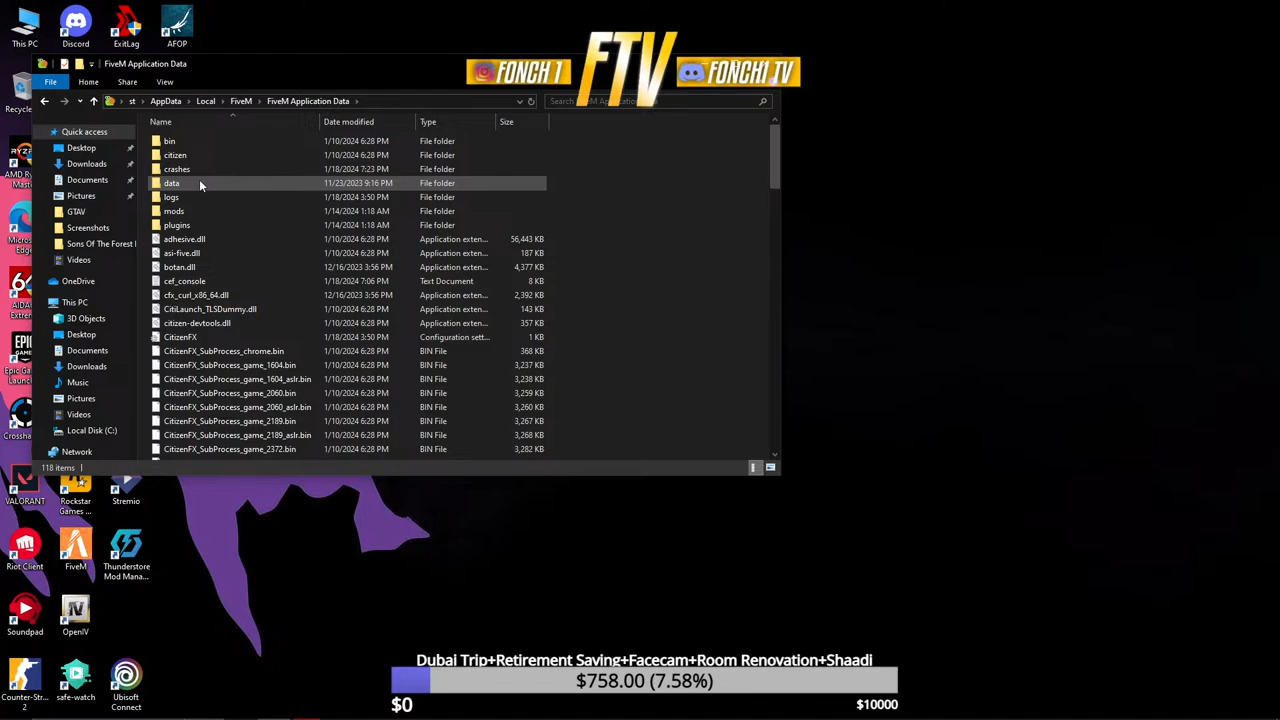 This PC
Discord
ExitLag
AFOP
FiveM Application Data
File
Home
Share
View
FONCH 1
FTV
FONCH1 TV
st
AppData
Local
FiveM
FiveM Application Data
Name
Date modified
Type
Size
Quick access
Desktop
Downloads
Documents
Pictures
GTAV
Screenshots
Sons Of The Forest
Videos
OneDrive
This PC
3D Objects
Desktop
Documents
Downloads
Music
Pictures
Videos
Local Disk (C:)
Network
bin 1/10/2024 6:28 PM File folder
citizen 1/10/2024 6:28 PM File folder
crashes 1/18/2024 7:23 PM File folder
data 11/23/2023 9:16 PM File folder
logs 1/18/2024 3:50 PM File folder
mods 1/14/2024 1:18 AM File folder
plugins 1/14/2024 1:18 AM File folder
adhesive.dll 1/10/2024 6:28 PM Application exten... 56,443 KB
asi-five.dll 1/10/2024 6:28 PM Application exten... 187 KB
botan.dll 12/16/2023 3:56 PM Application exten... 4,377 KB
cef_console 1/18/2024 7:06 PM Text Document 8 KB
cfx_curl_x86_64.dll 12/16/2023 3:56 PM Application exten... 2,392 KB
CitiLaunch_TLSDummy.dll 1/10/2024 6:28 PM Application exten... 143 KB
citizen-devtools.dll 1/10/2024 6:28 PM Application exten... 357 KB
CitizenFX 1/18/2024 3:50 PM Configuration sett... 1 KB
CitizenFX_SubProcess_chrome.bin 1/10/2024 6:28 PM BIN File 368 KB
CitizenFX_SubProcess_game_1604.bin 1/10/2024 6:28 PM BIN File 3,237 KB
CitizenFX_SubProcess_game_1604_aslr.bin 1/10/2024 6:28 PM BIN File 3,238 KB
CitizenFX_SubProcess_game_2060.bin 1/10/2024 6:28 PM BIN File 3,259 KB
CitizenFX_SubProcess_game_2060_aslr.bin 1/10/2024 6:28 PM BIN File 3,260 KB
CitizenFX_SubProcess_game_2189.bin 1/10/2024 6:28 PM BIN File 3,267 KB
CitizenFX_SubProcess_game_2189_aslr.bin 1/10/2024 6:28 PM BIN File 3,268 KB
CitizenFX_SubProcess_game_2372.bin 1/10/2024 6:28 PM BIN File 3,282 KB
118 items
VALORANT
Rockstar
Games ...
Stremio
Riot Client
FiveM
Thunderstore
Mod Mana...
Soundpad
OpenIV
Counter-Str...
2
safe-watch
Ubisoft
Connect
Dubai Trip+Retirement Saving+Facecam+Room Renovation+Shaadi
$758.00 (7.58%)
$0
$10000